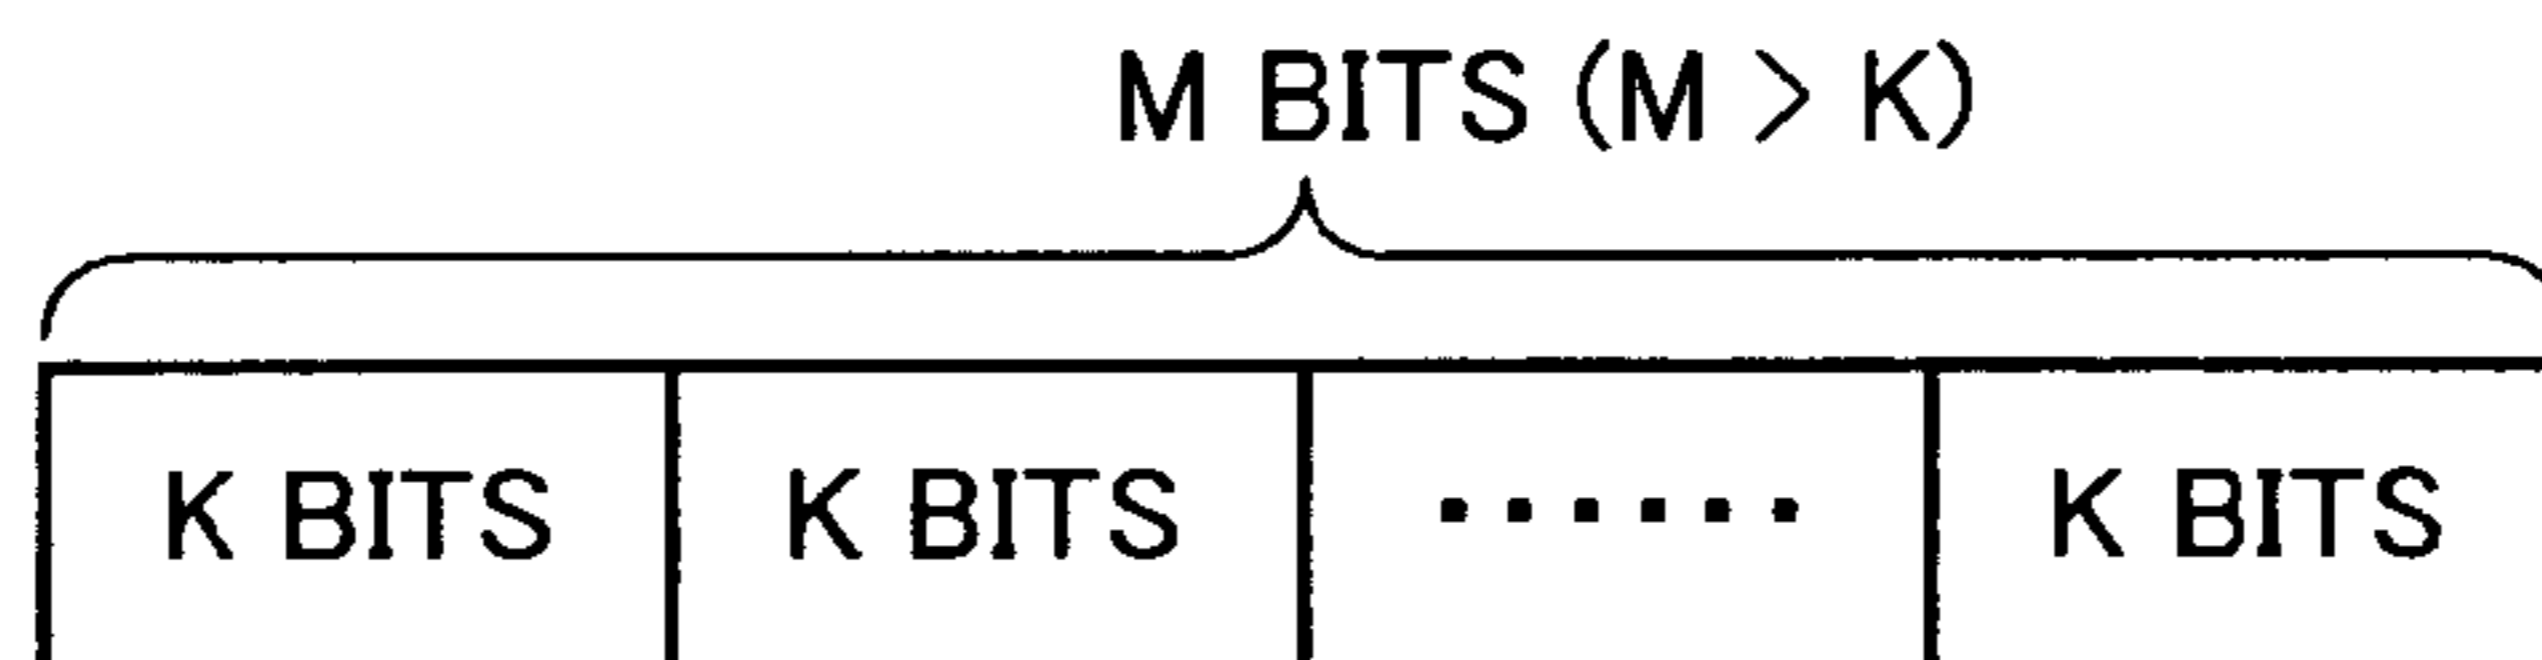 M BITS (M > K)
K BITS K BITS ...... K BITS